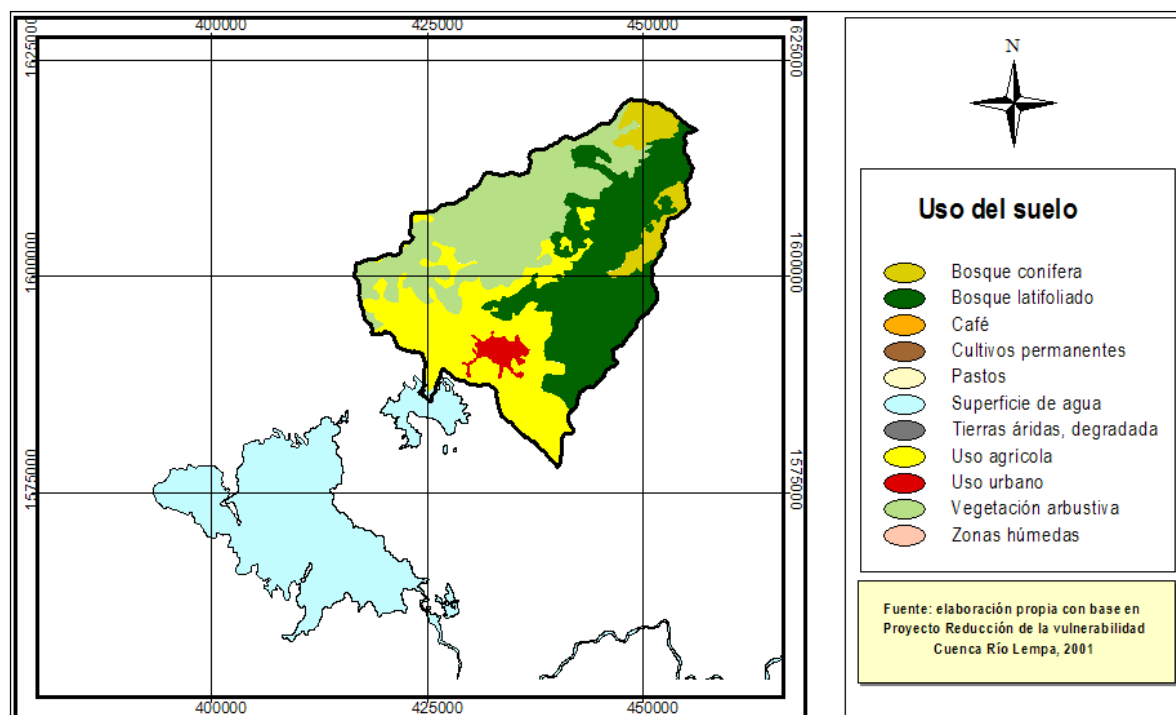 400000 425000 450000
1625000
1625000
1600000
1600000
1575000
1575000
400000 425000 450000
N
Uso del suelo
Bosque conifera
Bosque latifoliado
Café
Cultivos permanentes
Pastos
Superficie de agua
Tierras áridas, degradada
Uso agrícola
Uso urbano
Vegetación arbustiva
Zonas húmedas
Fuente: elaboración propia con base en
Proyecto Reducción de la vulnerabilidad
Cuenca Río Lempa, 2001